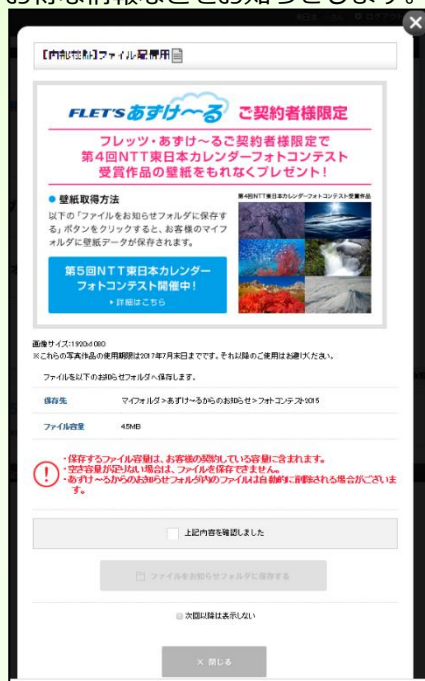 お得な情報などをお知らせします。
【内部検討】ファイル配信用
FLET'S あずけ〜る ご契約者様限定
フレッツ・あずけ〜るご契約者様限定で
第4回NTT東日本カレンダーフォトコンテスト
受賞作品の壁紙をもれなくプレゼント!
● 壁紙取得方法
以下の「ファイルをお知らせフォルダに保存す
る」ボタンをクリックすると、お客様のマイフ
ォルダに壁紙データが保存されます。
第4回NTT東日本カレンダーフォトコンテスト受賞作品
第5回NTT東日本カレンダー
フォトコンテスト開催中!
詳細はこちら
画像サイズ:1920x1080
※これらの写真作品の使用期限は2017年7月末日までです。それ以降のご使用はお避けください。
ファイルを以下のお知らせフォルダへ保存します。
保存先 マイフォルダ>あずけ〜るからのお知らせ>フォトコンテスト2015
ファイル容量 45MB
・保存するファイル容量は、お客様の契約している容量に含まれます。
・空き容量が足りない場合は、ファイルを保存できません。
・あずけ〜るからのお知らせフォルダ内のファイルは自動的に削除される場合がございま
す。
上記内容を確認しました
ファイルをお知らせフォルダに保存する
次回以降は表示しない
× 閉じる